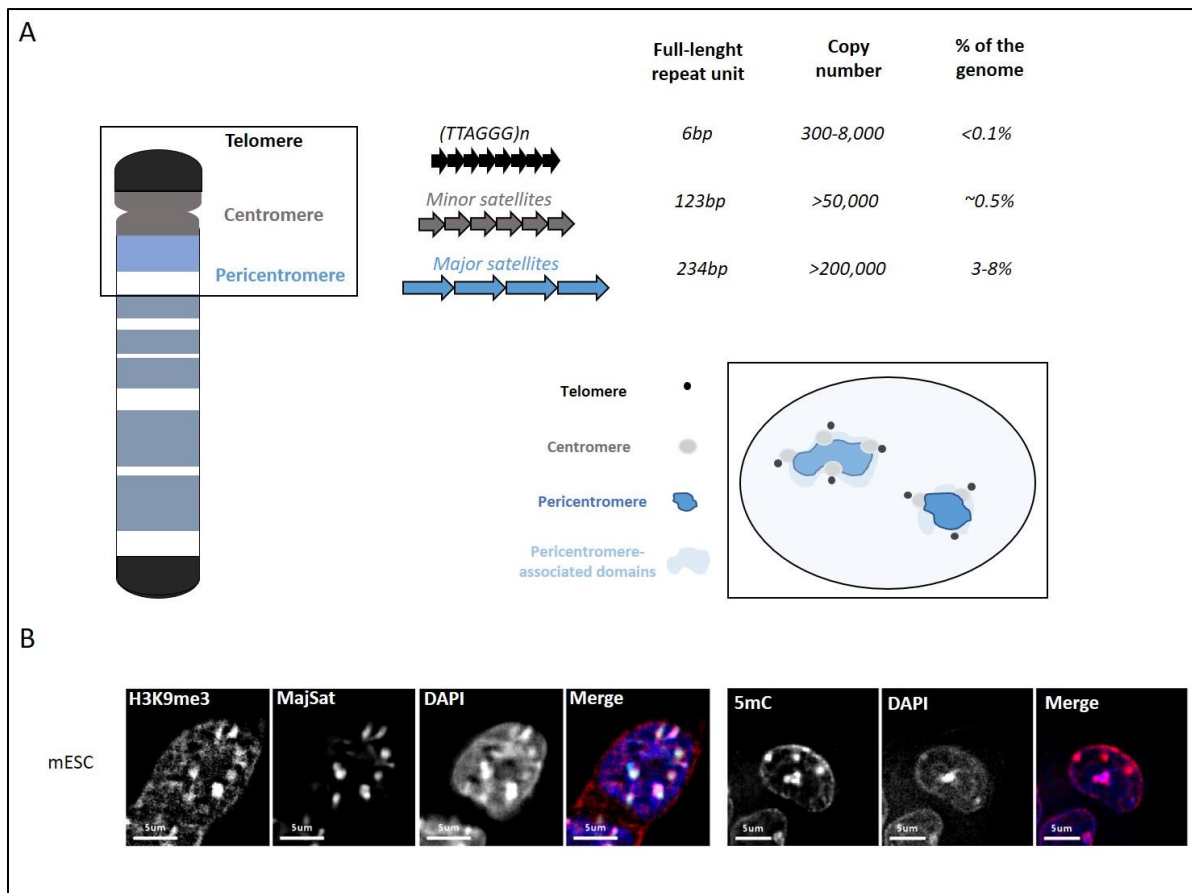 A
Full-lenght
repeat unit
Copy
number
% of the
genome
Telomere
(TTAGGG)n
6bp
300-8,000
<0.1%
Centromere
Minor satellites
123bp
>50,000
~0.5%
Pericentromere
Major satellites
234bp
>200,000
3-8%
Telomere
Centromere
Pericentromere
Pericentromere-
associated domains
B
mESC
H3K9me3
MajSat
DAPI
Merge
5mC
DAPI
Merge
5um
5um
5um
5um
5um
5um
5um